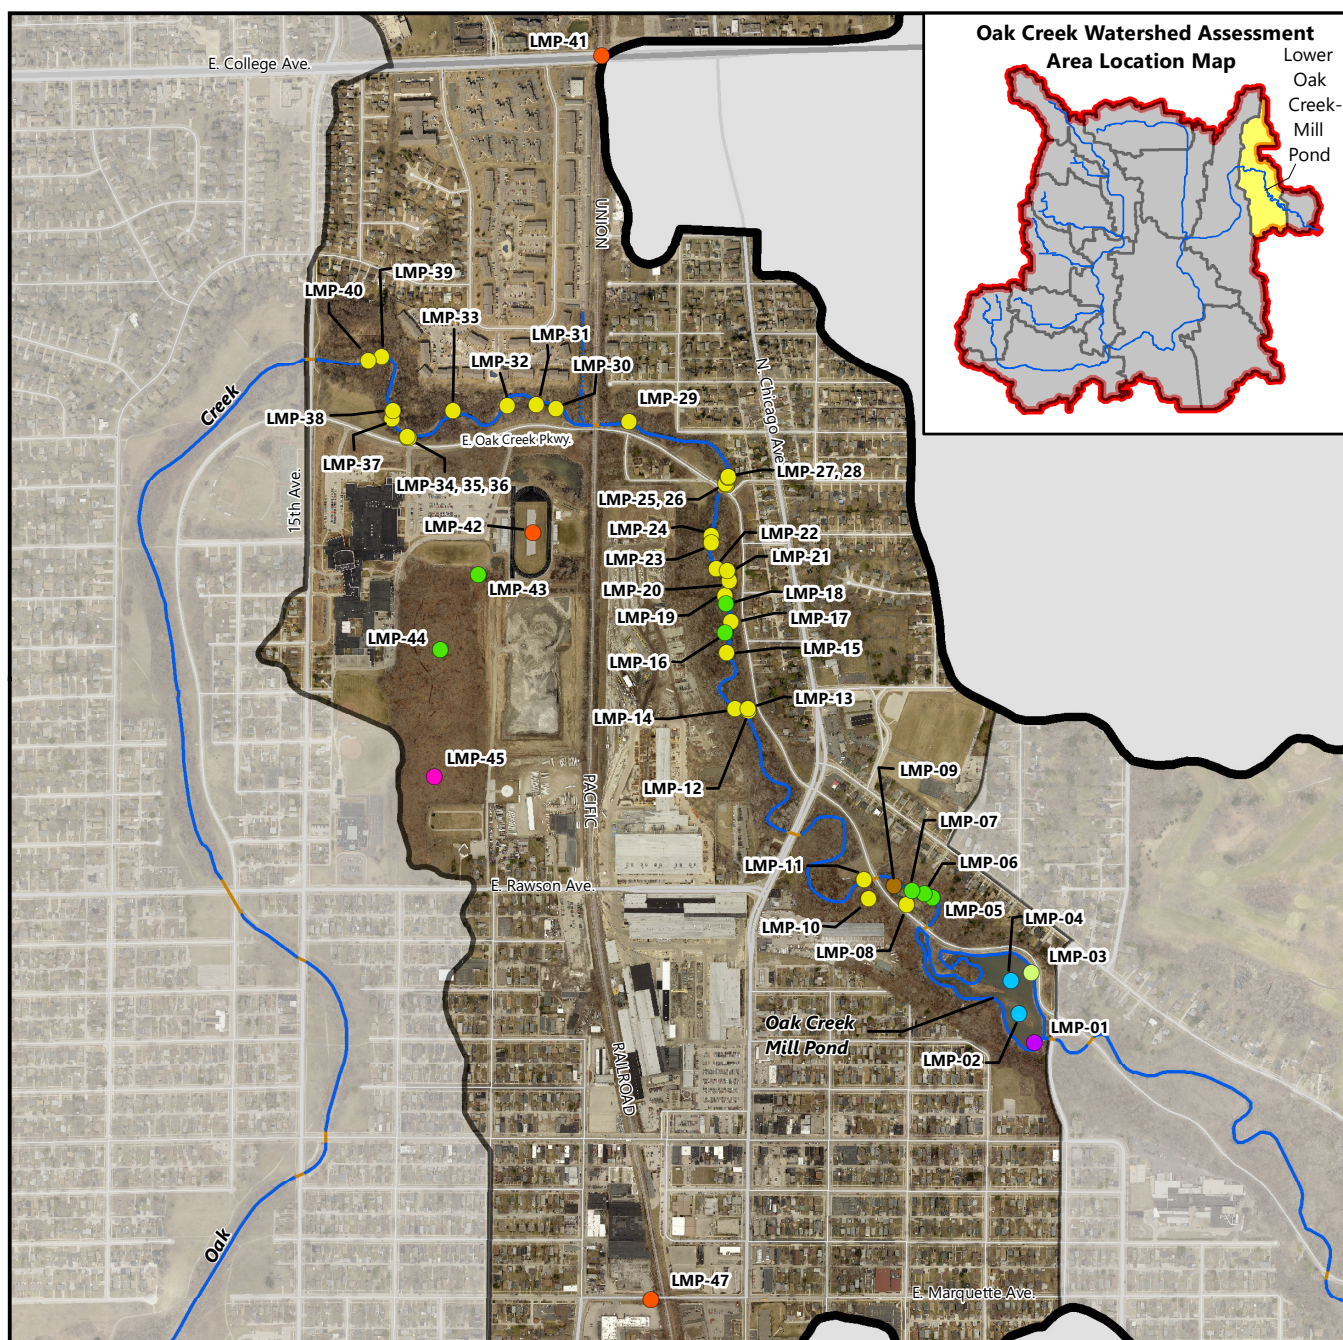 Oak Creek Watershed Assessment
Area Location Map
Lower
Oak
Creek-
Mill
Pond
LMP-41
E. College Ave.
UNION
LMP-39
LMP-40
LMP-33
LMP-31
LMP-32
LMP-30
N. Chicago Ave.
Creek
LMP-38
LMP-29
E. Oak Creek Pkwy.
LMP-37
LMP-34, 35, 36
LMP-27, 28
LMP-25, 26
15th Ave.
LMP-42
LMP-24
LMP-22
LMP-23
LMP-21
LMP-43
LMP-20
LMP-18
LMP-19
LMP-17
LMP-44
LMP-16
LMP-15
LMP-13
LMP-14
LMP-45
LMP-12
LMP-09
PACIFIC
LMP-07
LMP-11
LMP-06
E. Rawson Ave.
LMP-05
LMP-04
LMP-10
LMP-08
LMP-03
Oak Creek
Mill Pond
LMP-01
LMP-02
RAILROAD
Oak
LMP-47
E. Marquette Ave.